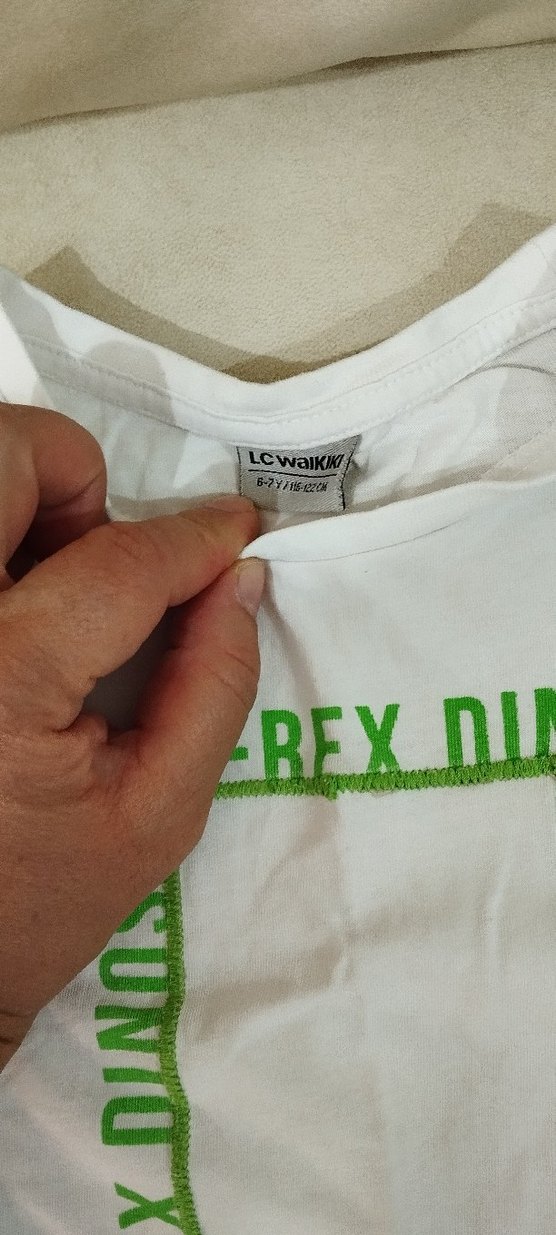 LC WAIKIKI
6-7 Y / 116-122 CM
-REX DIN
X DINOS